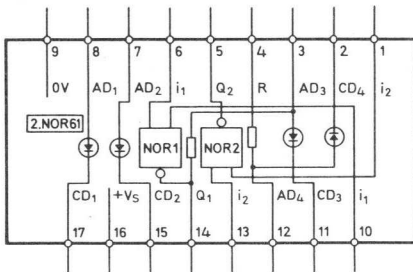 9 8 7 6 5 4 3 2 1
0V AD1 AD2 i1 Q2 R AD3 CD4 i2
2.NOR61
NOR1 NOR2
CD1 +VS CD2 Q1 i2 AD4 CD3 i1
17 16 15 14 13 12 11 10